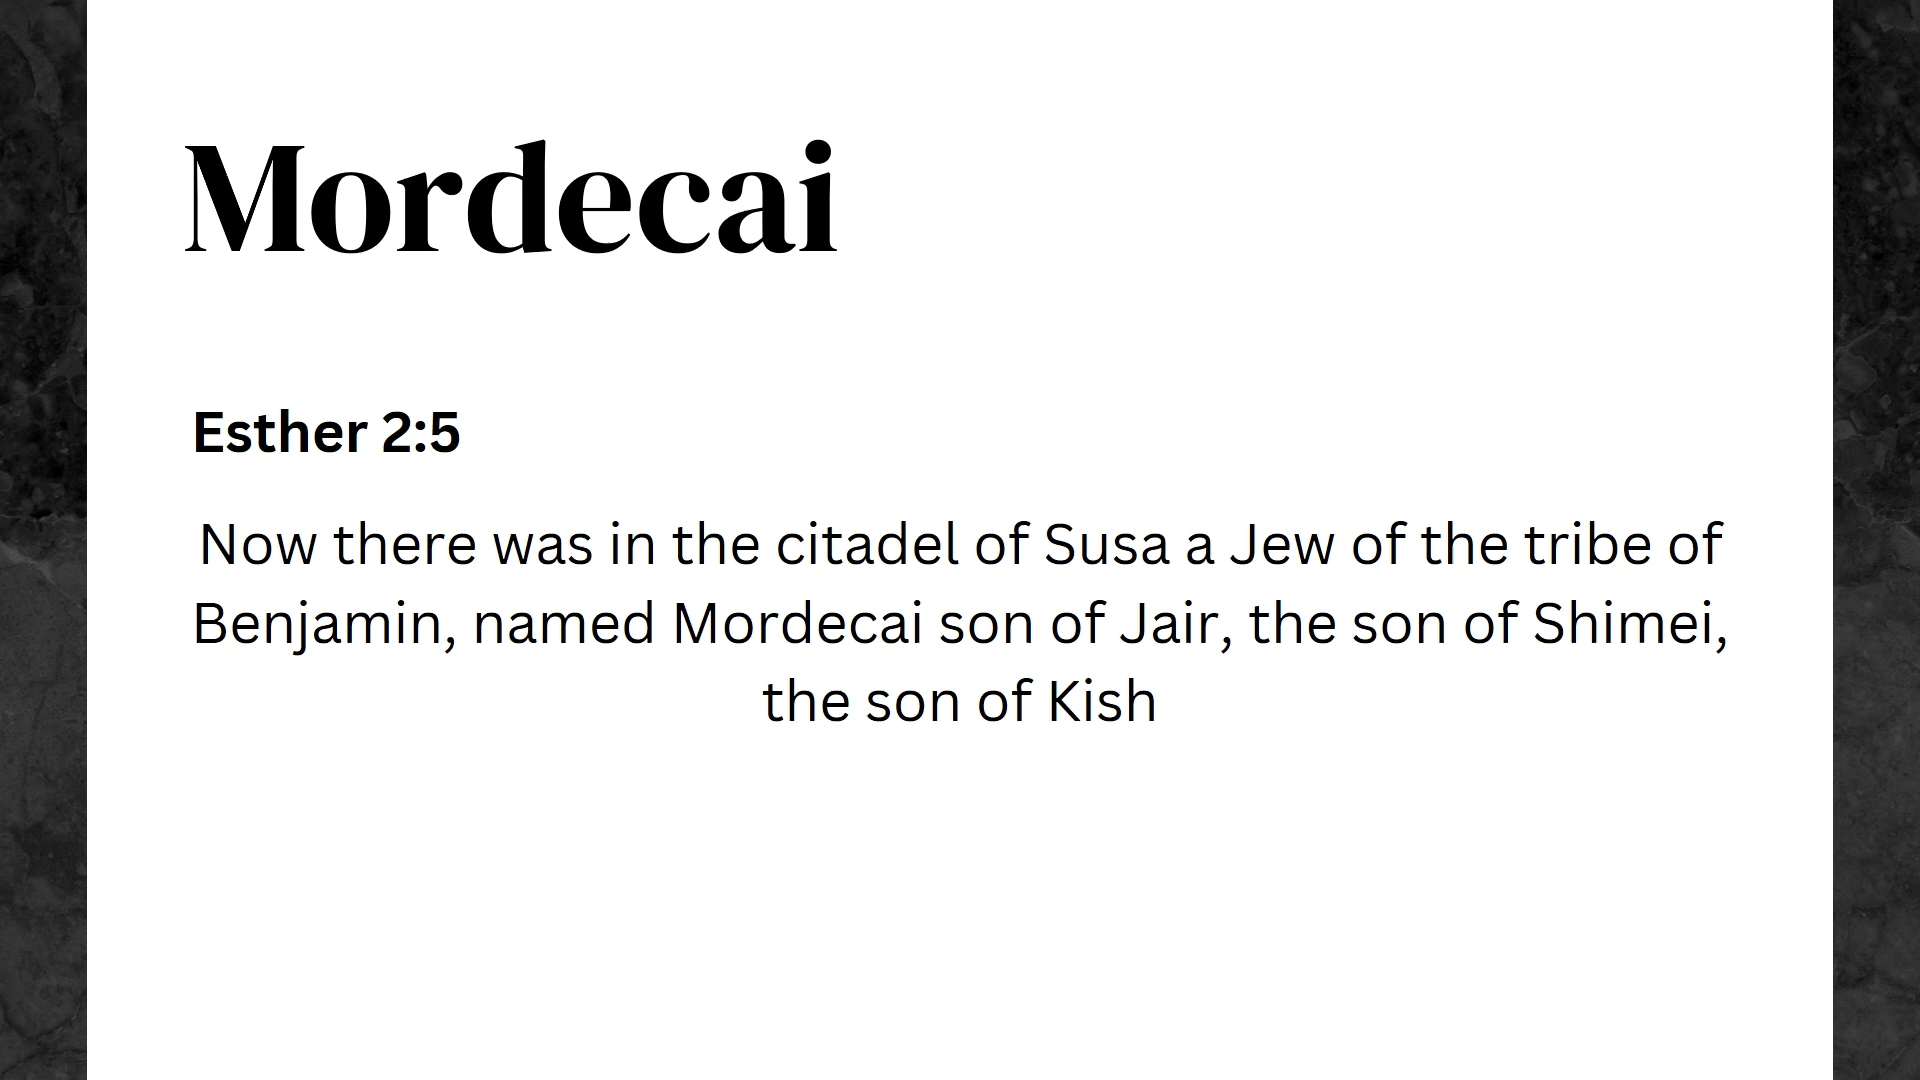 Mordecai
Esther 2:5
Now there was in the citadel of Susa a Jew of the tribe of
Benjamin, named Mordecai son of Jair, the son of Shimei,
the son of Kish